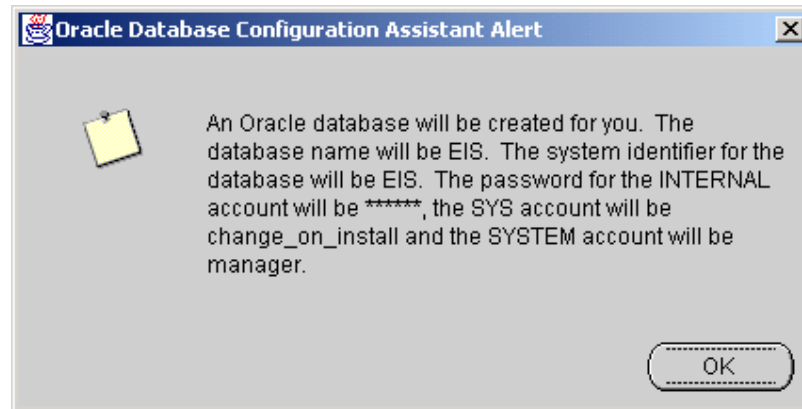 Oracle Database Configuration Assistant Alert
An Oracle database will be created for you. The
database name will be EIS. The system identifier for the
database will be EIS. The password for the INTERNAL
account will be ******, the SYS account will be
change_on_install and the SYSTEM account will be
manager.
OK